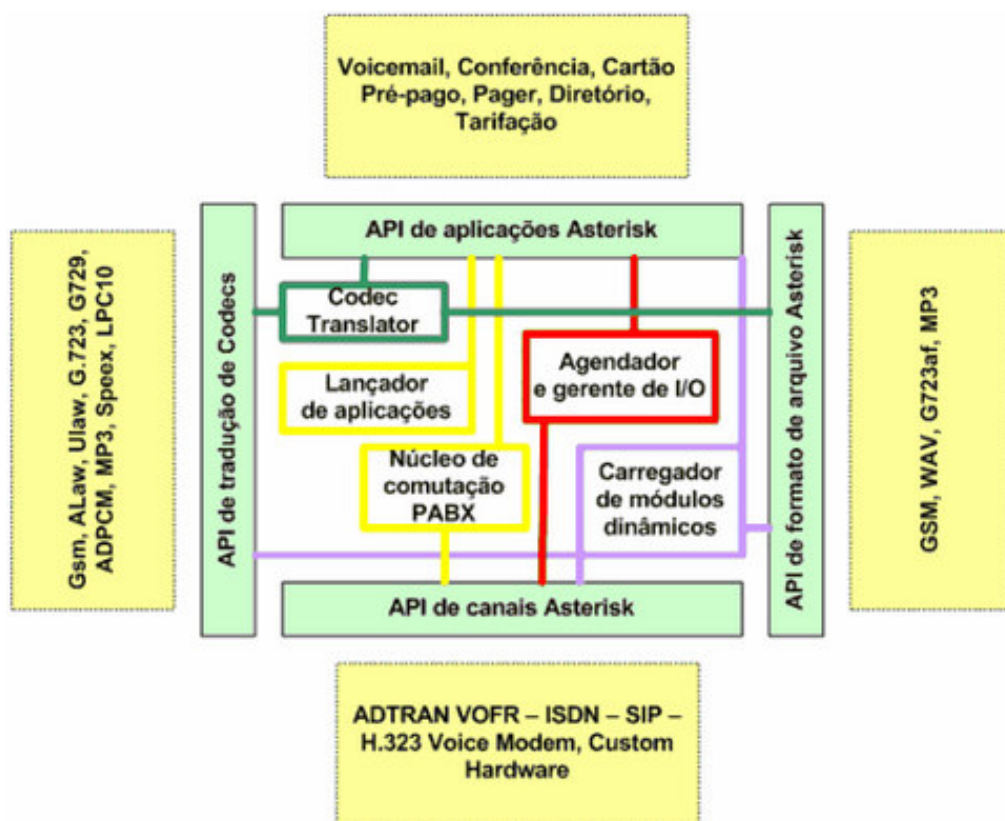 Voicemail, Conferência, Cartão
Pré-pago, Pager, Diretório,
Tarifação
API de aplicações Asterisk
Gsm, ALaw, Ulaw, G.723, G729,
ADPCM, MP3, Speex, LPC10
API de tradução de Codecs
Codec
Translator
Lançador
de aplicações
Núcleo de
comutação
PABX
Agendador
e gerente de I/O
Carregador
de módulos
dinâmicos
API de formato de arquivo Asterisk
GSM, WAV, G723af, MP3
API de canais Asterisk
ADTRAN VOFR – ISDN – SIP –
H.323 Voice Modem, Custom
Hardware